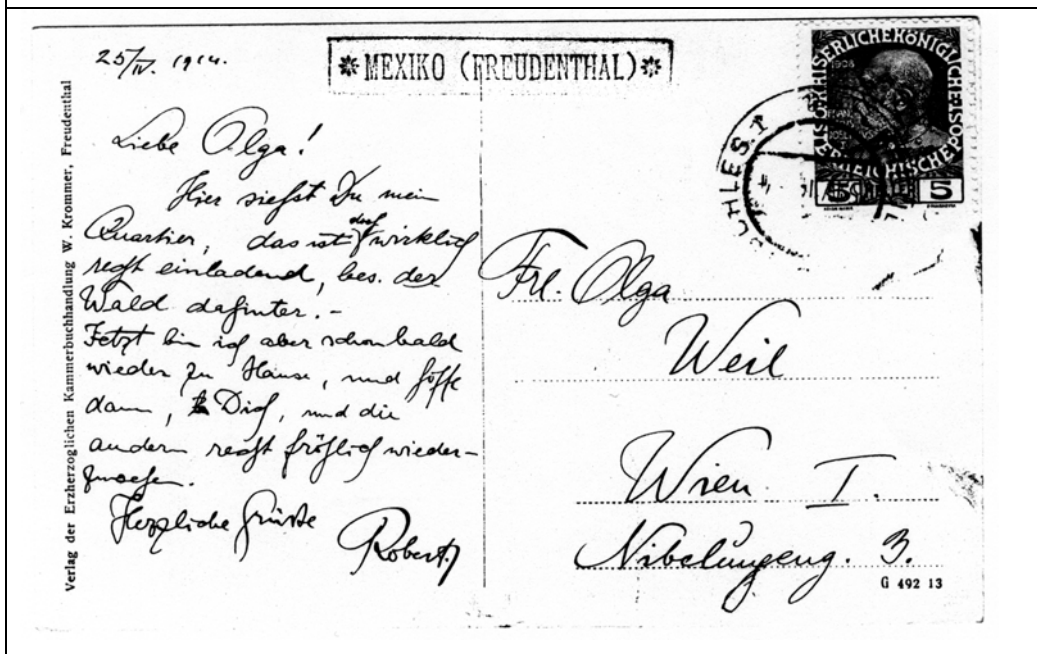 25/IV. 1914.
* MEXIKO (FREUDENTHAL) *
Liebe Olga!
Hier siehst Du mein
Quartier, das ist doch wirklich
recht einladend, bes. der
Wald dahinter. -
Jetzt bin ich aber schon bald
wieder zu Hause, und hoffe
dann, Dich, und die
andern recht fröhlich wieder-
zusehen.
Herzliche Grüsse
Robert
Verlag der Erzherzoglichen Kammerbuchhandlung W. Krommer, Freudenthal
KAISERLICHE KÖNIGLICHE ÖSTERREICHISCHE POST
1908
5
5
SCHLES.
Frl. Olga
Weil
Wien I.
Nibelungeng. 3.
G 492 13